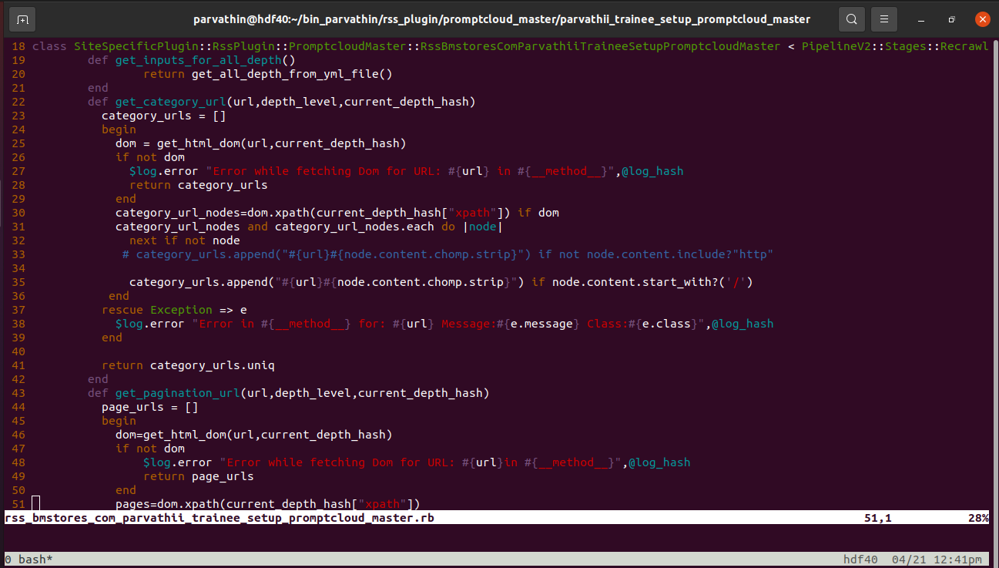 parvathin@hdf40:~/bin_parvathin/rss_plugin/promptcloud_master/parvathii_trainee_setup_promptcloud_master
18 class SiteSpecificPlugin::RssPlugin::PromptcloudMaster::RssBmstoresComParvathiiTraineeSetupPromptcloudMaster < PipelineV2::Stages::Recrawl
19         def get_inputs_for_all_depth()
20                 return get_all_depth_from_yml_file()
21         end
22         def get_category_url(url,depth_level,current_depth_hash)
23           category_urls = []
24           begin
25             dom = get_html_dom(url,current_depth_hash)
26             if not dom
27               $log.error "Error while fetching Dom for URL: #{url} in #{__method__}",@log_hash
28               return category_urls
29             end
30             category_url_nodes=dom.xpath(current_depth_hash["xpath"]) if dom
31             category_url_nodes and category_url_nodes.each do |node|
32               next if not node
33              # category_urls.append("#{url}#{node.content.chomp.strip}") if not node.content.include?"http"
34
35               category_urls.append("#{url}#{node.content.chomp.strip}") if node.content.start_with?('/')
36            end
37           rescue Exception => e
38             $log.error "Error in #{__method__} for: #{url} Message:#{e.message} Class:#{e.class}",@log_hash
39           end
40
41           return category_urls.uniq
42         end
43         def get_pagination_url(url,depth_level,current_depth_hash)
44           page_urls = []
45           begin
46             dom=get_html_dom(url,current_depth_hash)
47             if not dom
48                 $log.error "Error while fetching Dom for URL: #{url}in #{__method__}",@log_hash
49                 return page_urls
50             end
51             pages=dom.xpath(current_depth_hash["xpath"])
rss_bmstores_com_parvathii_trainee_setup_promptcloud_master.rb 51,1 28%
0 bash* hdf40 04/21 12:41pm